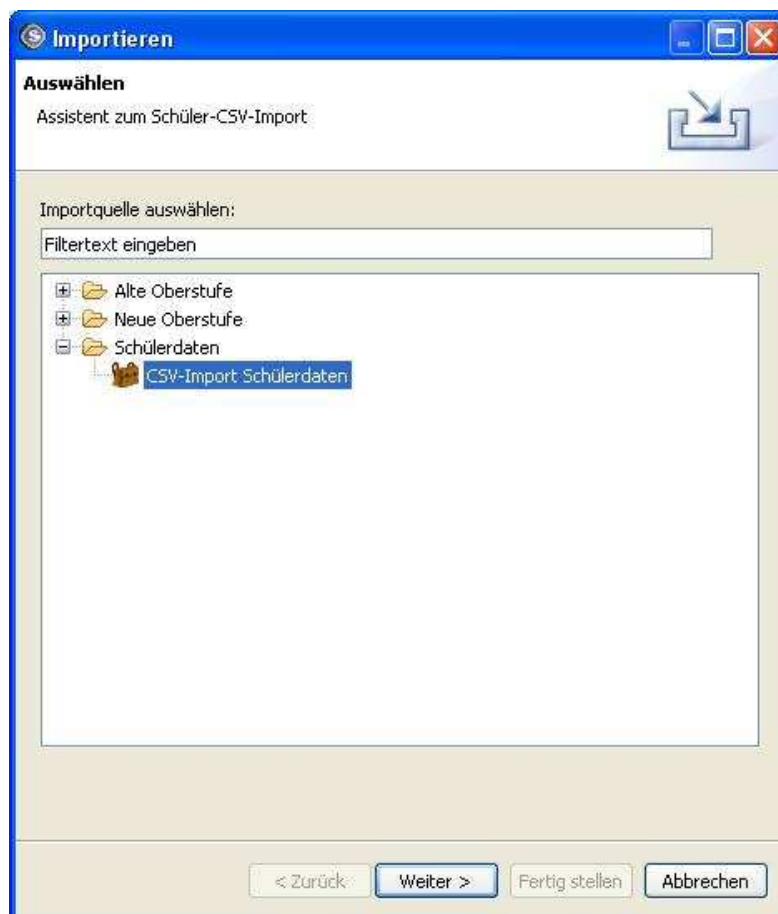 Importieren
Auswählen
Assistent zum Schüler-CSV-Import
Importquelle auswählen:
Filtertext eingeben
Alte Oberstufe
Neue Oberstufe
Schülerdaten
CSV-Import Schülerdaten
< Zurück Weiter > Fertig stellen Abbrechen